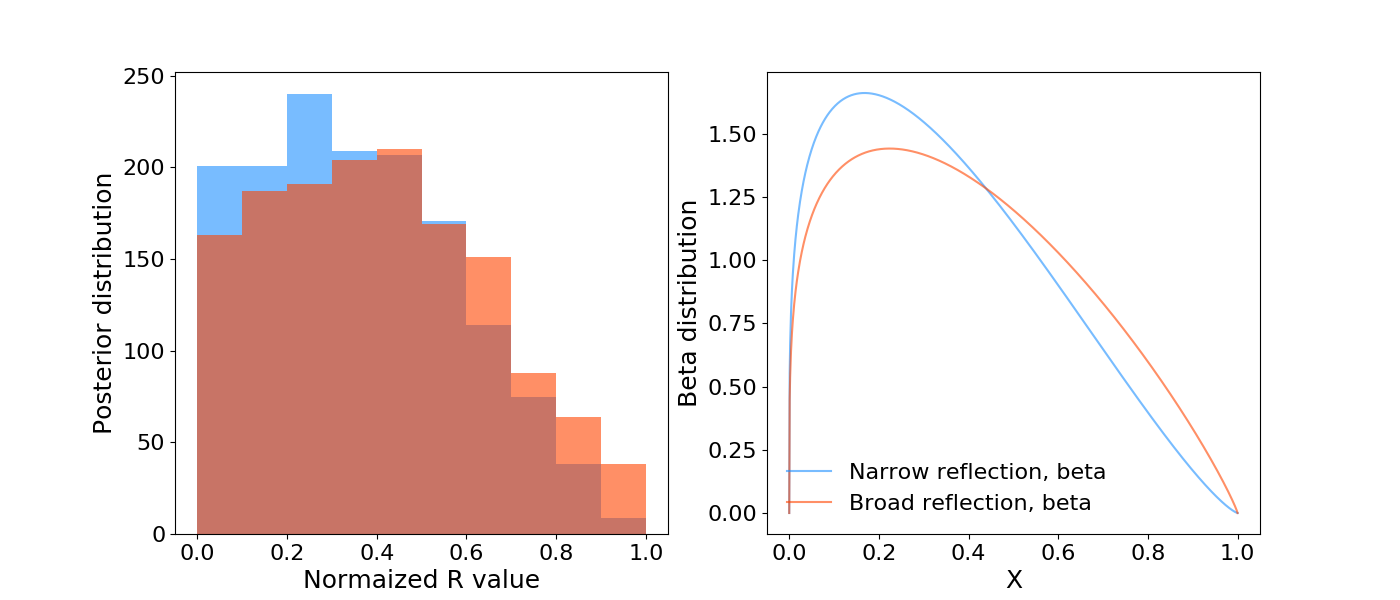 250
200
150
100
50
0
0.0 0.2 0.4 0.6 0.8 1.0
Normaized R value
Posterior distribution
1.50
1.25
1.00
0.75
0.50
0.25
0.00
0.0 0.2 0.4 0.6 0.8 1.0
X
Beta distribution
Narrow reflection, beta
Broad reflection, beta